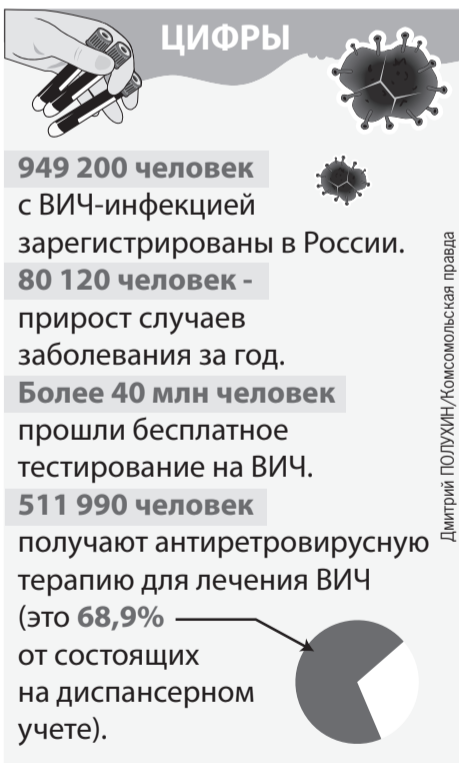 ЦИФРЫ
949 200 человек
с ВИЧ-инфекцией
зарегистрированы в России.
80 120 человек -
прирост случаев
заболевания за год.
Более 40 млн человек
прошли бесплатное
тестирование на ВИЧ.
511 990 человек
получают антиретровирусную
терапию для лечения ВИЧ
(это 68,9%
от состоящих
на диспансерном
учете).
Дмитрий ПОЛУХИН/Комсомольская правда